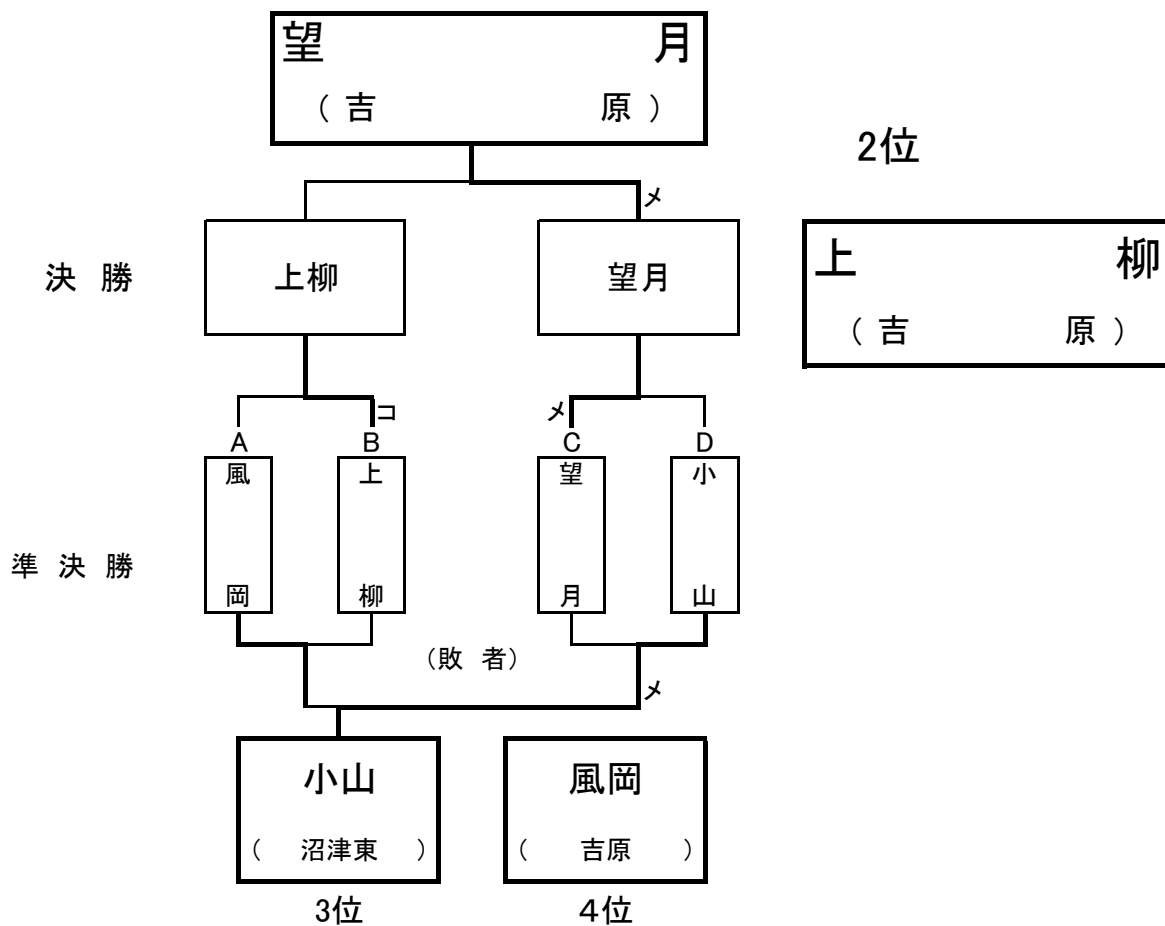 望 月
( 吉 原 )
2位
メ
決 勝
上柳
望月
上 柳
( 吉 原 )
コ
メ
A B C D
風岡
上柳
望月
小山
準 決 勝
(敗 者)
メ
小山
風岡
( 沼津東 )
( 吉原 )
3位
4位